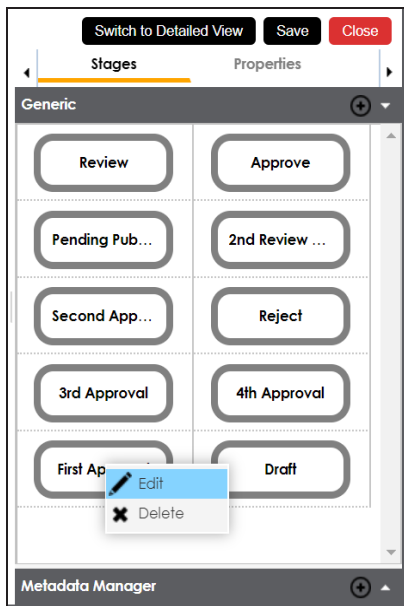 Switch to Detailed View Save Close
Stages Properties
Generic
Review Approve
Pending Pub... 2nd Review ...
Second App... Reject
3rd Approval 4th Approval
First Ap Draft
Edit
Delete
Metadata Manager